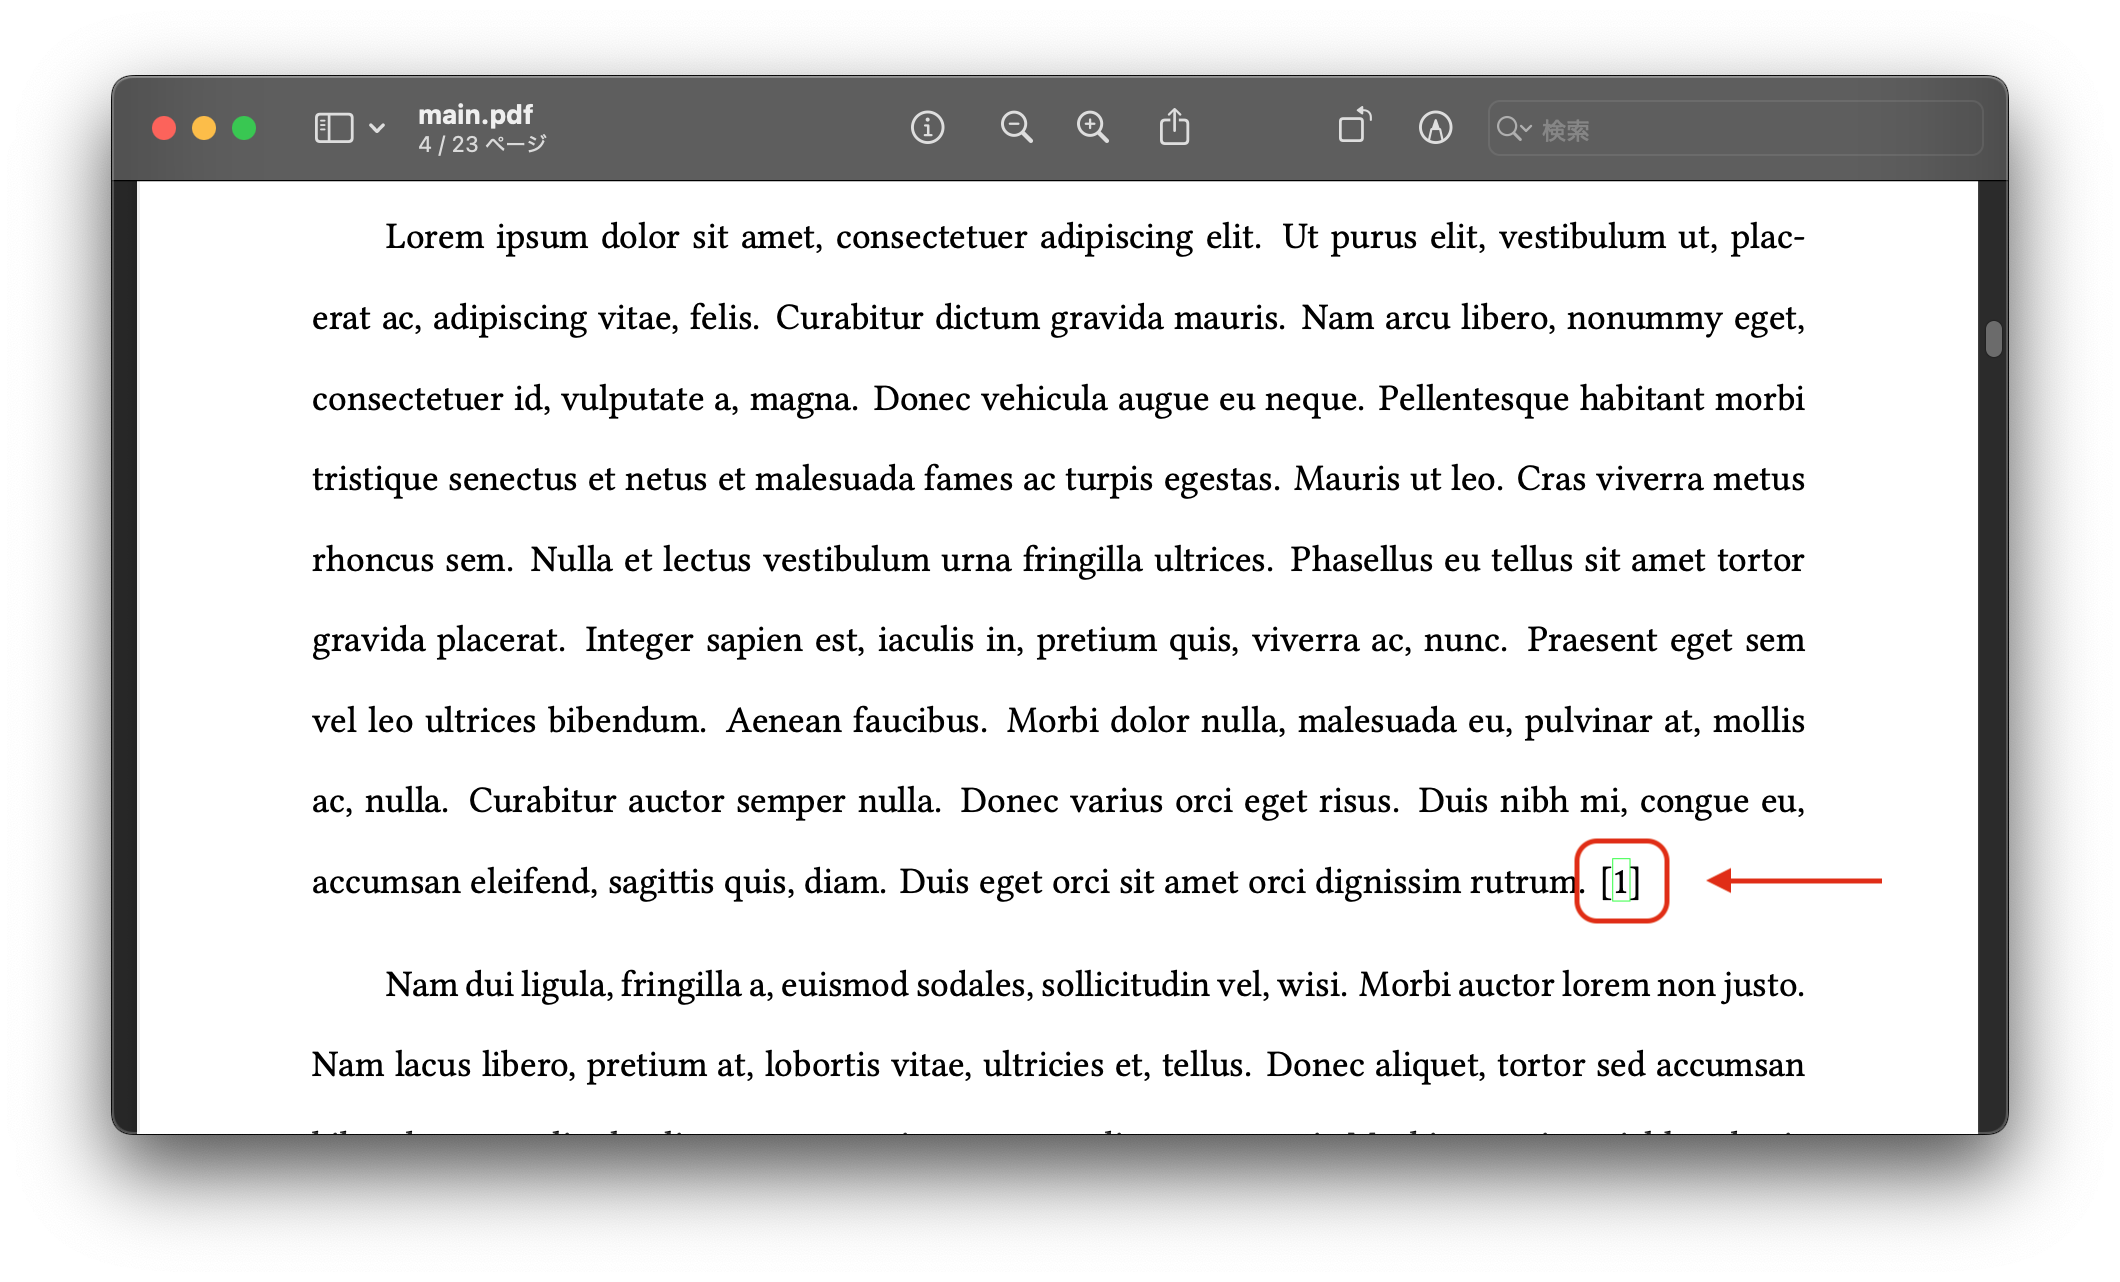 main.pdf
4 / 23 ページ
検索
Lorem ipsum dolor sit amet, consectetuer adipiscing elit. Ut purus elit, vestibulum ut, plac-
erat ac, adipiscing vitae, felis. Curabitur dictum gravida mauris. Nam arcu libero, nonummy eget,
consectetuer id, vulputate a, magna. Donec vehicula augue eu neque. Pellentesque habitant morbi
tristique senectus et netus et malesuada fames ac turpis egestas. Mauris ut leo. Cras viverra metus
rhoncus sem. Nulla et lectus vestibulum urna fringilla ultrices. Phasellus eu tellus sit amet tortor
gravida placerat. Integer sapien est, iaculis in, pretium quis, viverra ac, nunc. Praesent eget sem
vel leo ultrices bibendum. Aenean faucibus. Morbi dolor nulla, malesuada eu, pulvinar at, mollis
ac, nulla. Curabitur auctor semper nulla. Donec varius orci eget risus. Duis nibh mi, congue eu,
accumsan eleifend, sagittis quis, diam. Duis eget orci sit amet orci dignissim rutrum. [1]
Nam dui ligula, fringilla a, euismod sodales, sollicitudin vel, wisi. Morbi auctor lorem non justo.
Nam lacus libero, pretium at, lobortis vitae, ultricies et, tellus. Donec aliquet, tortor sed accumsan